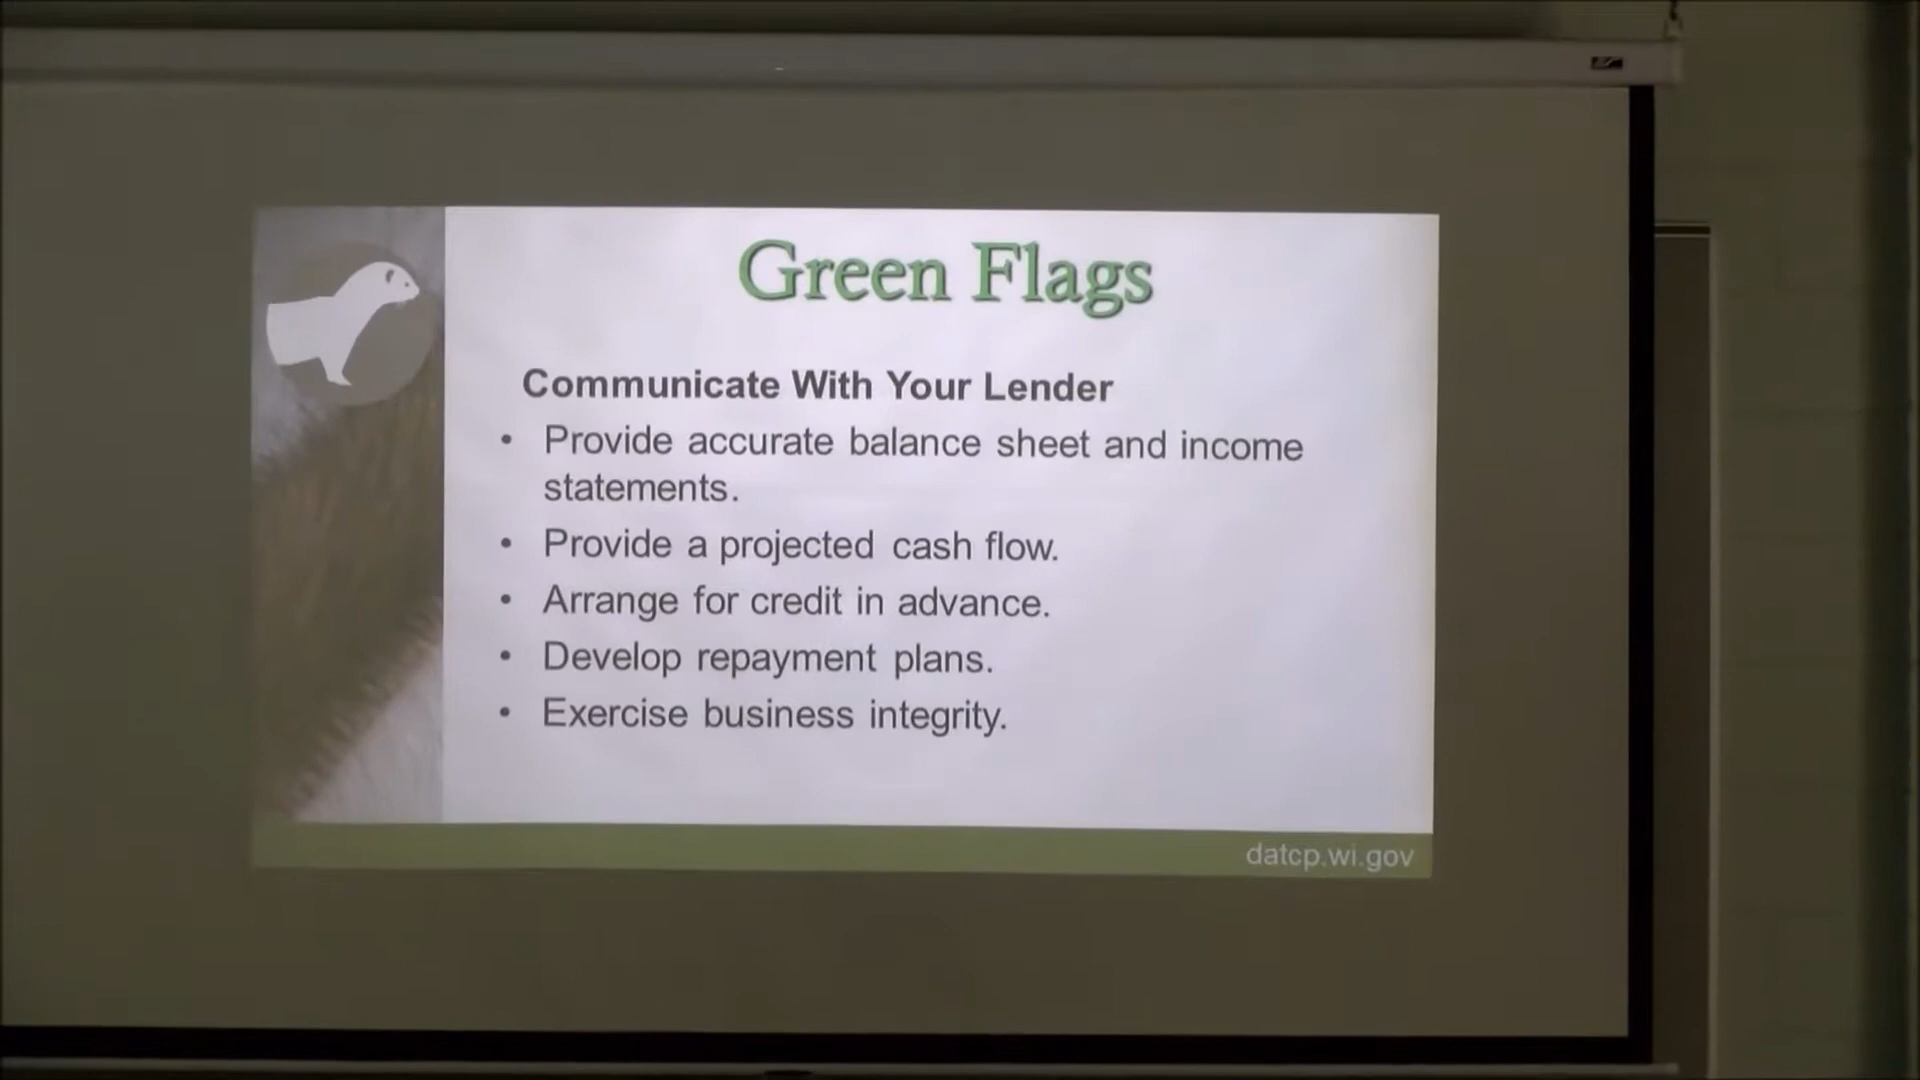 Green Flags
Communicate With Your Lender
• Provide accurate balance sheet and income
statements.
• Provide a projected cash flow.
• Arrange for credit in advance.
• Develop repayment plans.
• Exercise business integrity.
datcp.wi.gov